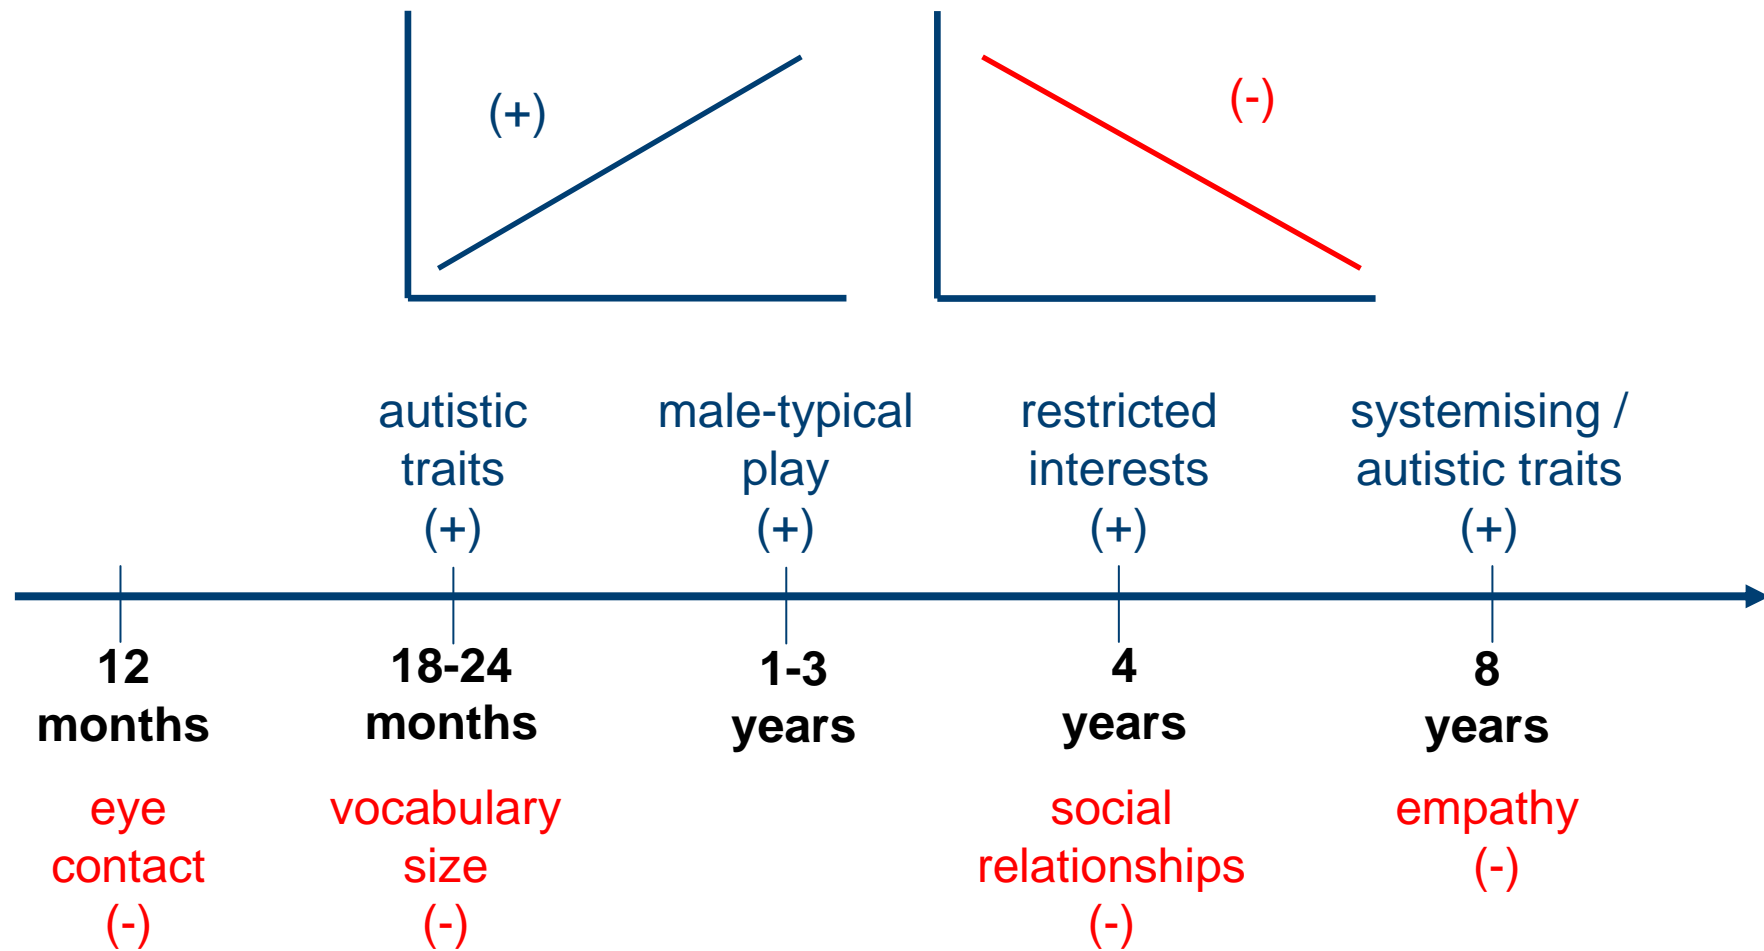 (+)
(-)
autistic
traits
(+)
male-typical
play
(+)
restricted
interests
(+)
systemising /
autistic traits
(+)
12
months
18-24
months
1-3
years
4
years
8
years
eye
contact
(-)
vocabulary
size
(-)
social
relationships
(-)
empathy
(-)